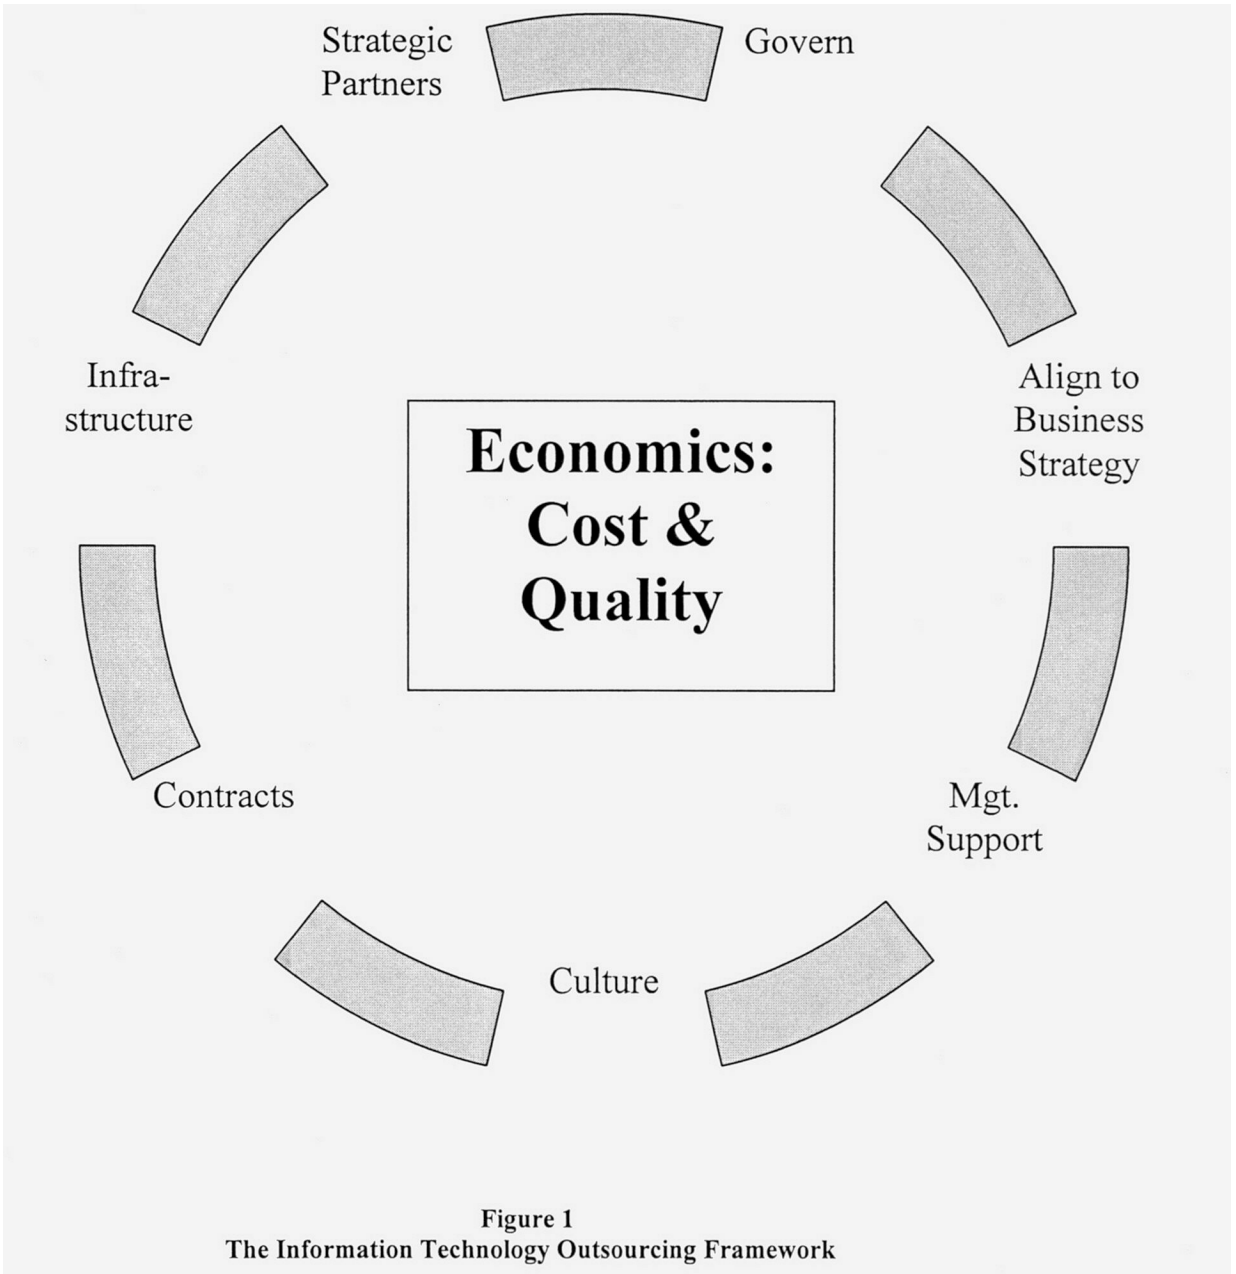 Strategic
Partners
Govern
Infra-
structure
Align to
Business
Strategy
Economics:
Cost &
Quality
Contracts
Mgt.
Support
Culture
Figure 1
The Information Technology Outsourcing Framework